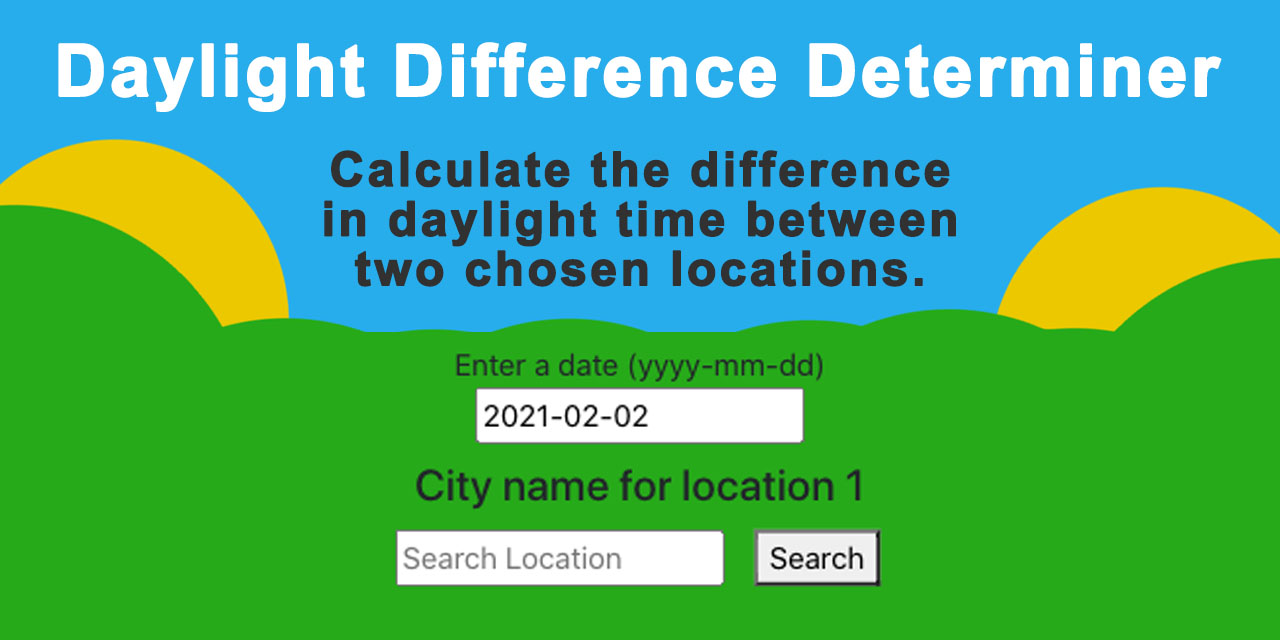 Daylight Difference Determiner
Calculate the difference
in daylight time between
two chosen locations.
Enter a date (yyyy-mm-dd)
2021-02-02
City name for location 1
Search Location Search